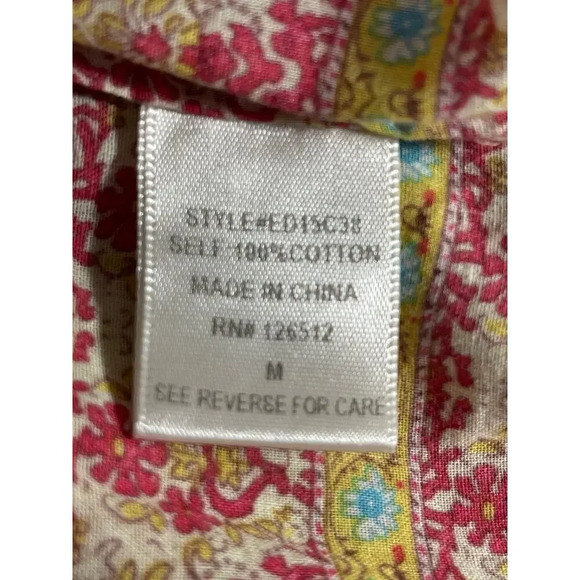 STYLE#ED15C38
SELF 100%COTTON
MADE IN CHINA
RN# 126512
M
SEE REVERSE FOR CARE